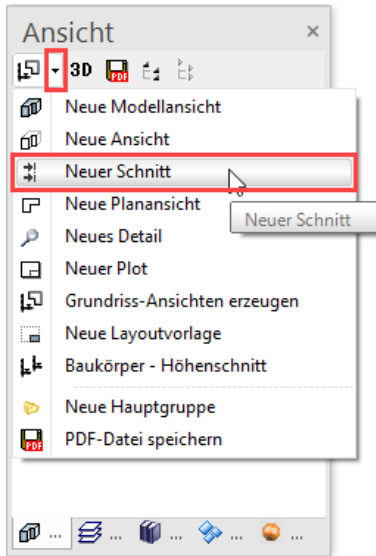 Ansicht
3D PDF
Neue Modellansicht
Neue Ansicht
Neuer Schnitt
Neue Planansicht
Neuer Schnitt
Neues Detail
Neuer Plot
Grundriss-Ansichten erzeugen
Neue Layoutvorlage
Baukörper - Höhenschnitt
Neue Hauptgruppe
PDF PDF-Datei speichern
... ... ... ... ...